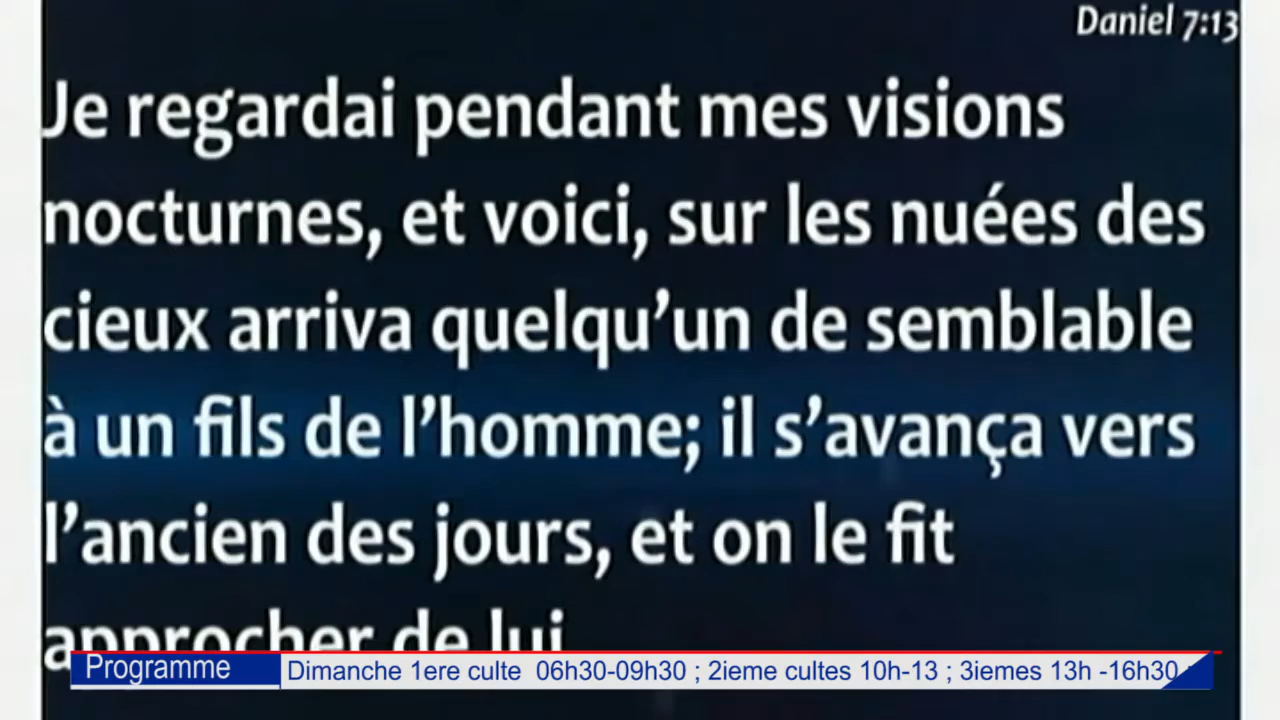 Daniel 7:13
Je regardai pendant mes visions
nocturnes, et voici, sur les nuées des
cieux arriva quelqu’un de semblable
à un fils de l’homme; il s’avança vers
l’ancien des jours, et on le fit
approcher de lui
Programme
Dimanche 1ere culte 06h30-09h30 ; 2ieme cultes 10h-13 ; 3iemes 13h -16h30